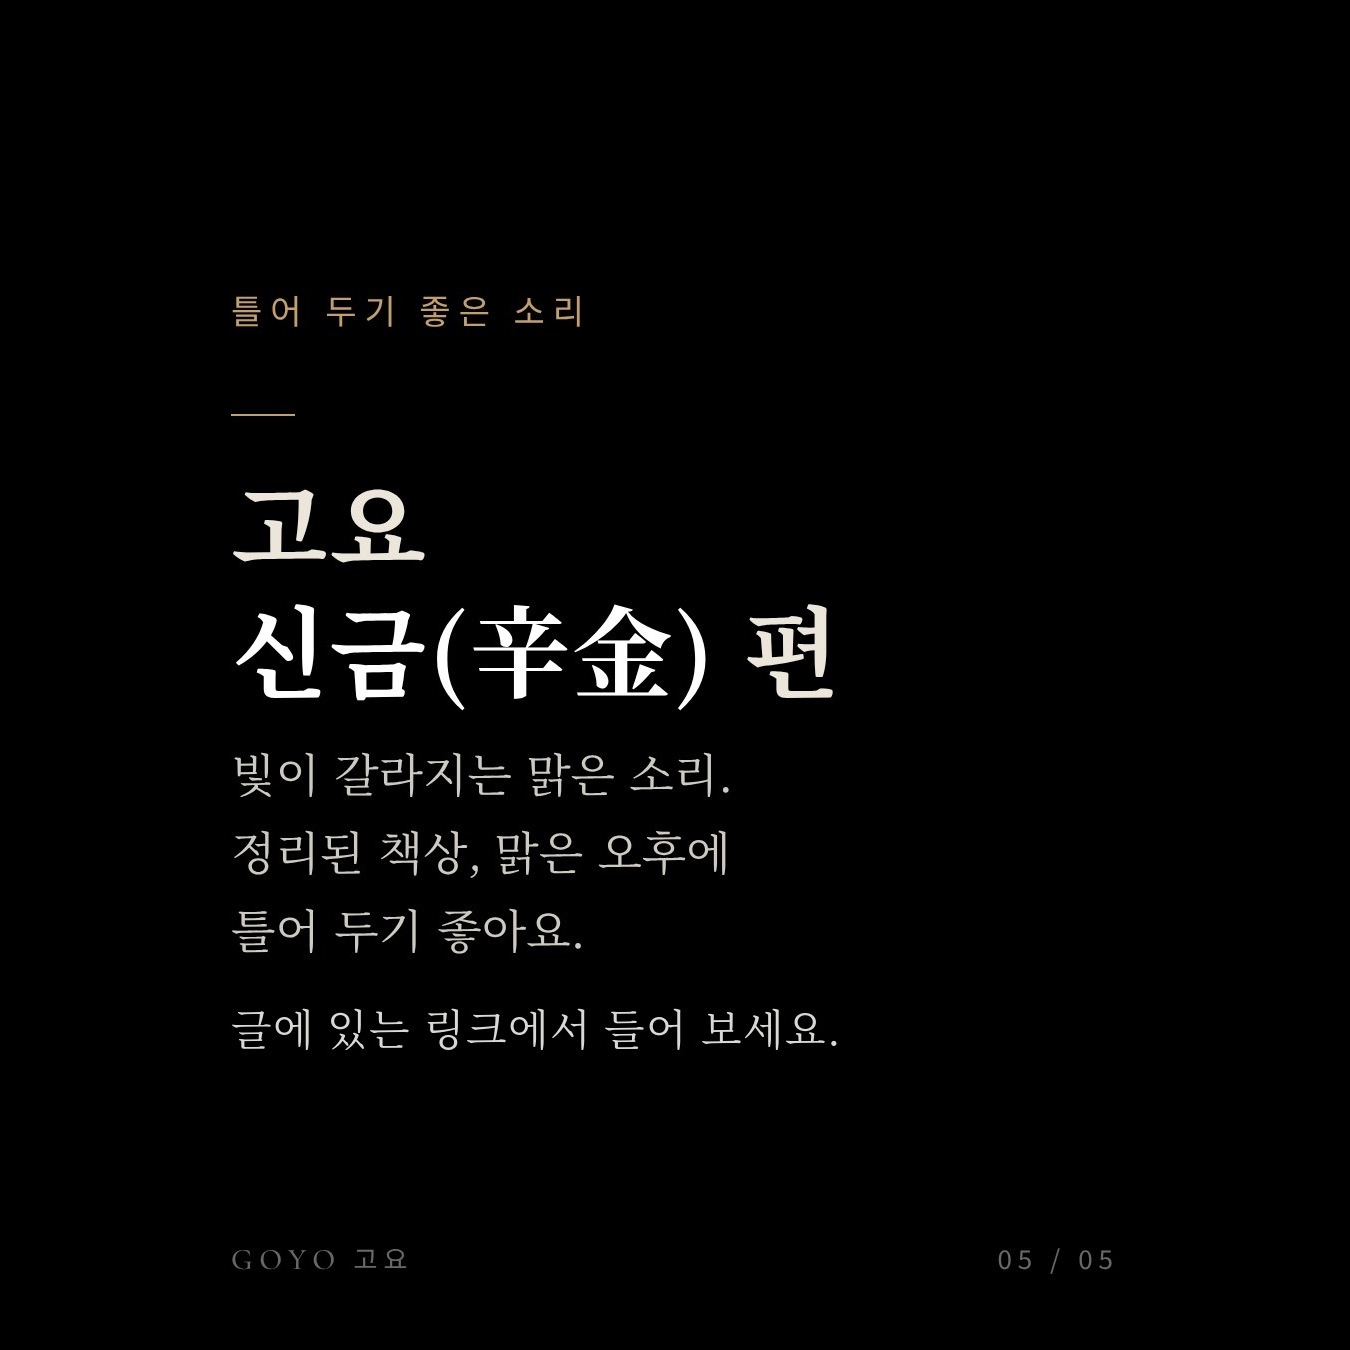 틀어 두기 좋은 소리
고요
신금(辛金) 편
빛이 갈라지는 맑은 소리.
정리된 책상, 맑은 오후에
틀어 두기 좋아요.
글에 있는 링크에서 들어 보세요.
GOYO 고요
05 / 05